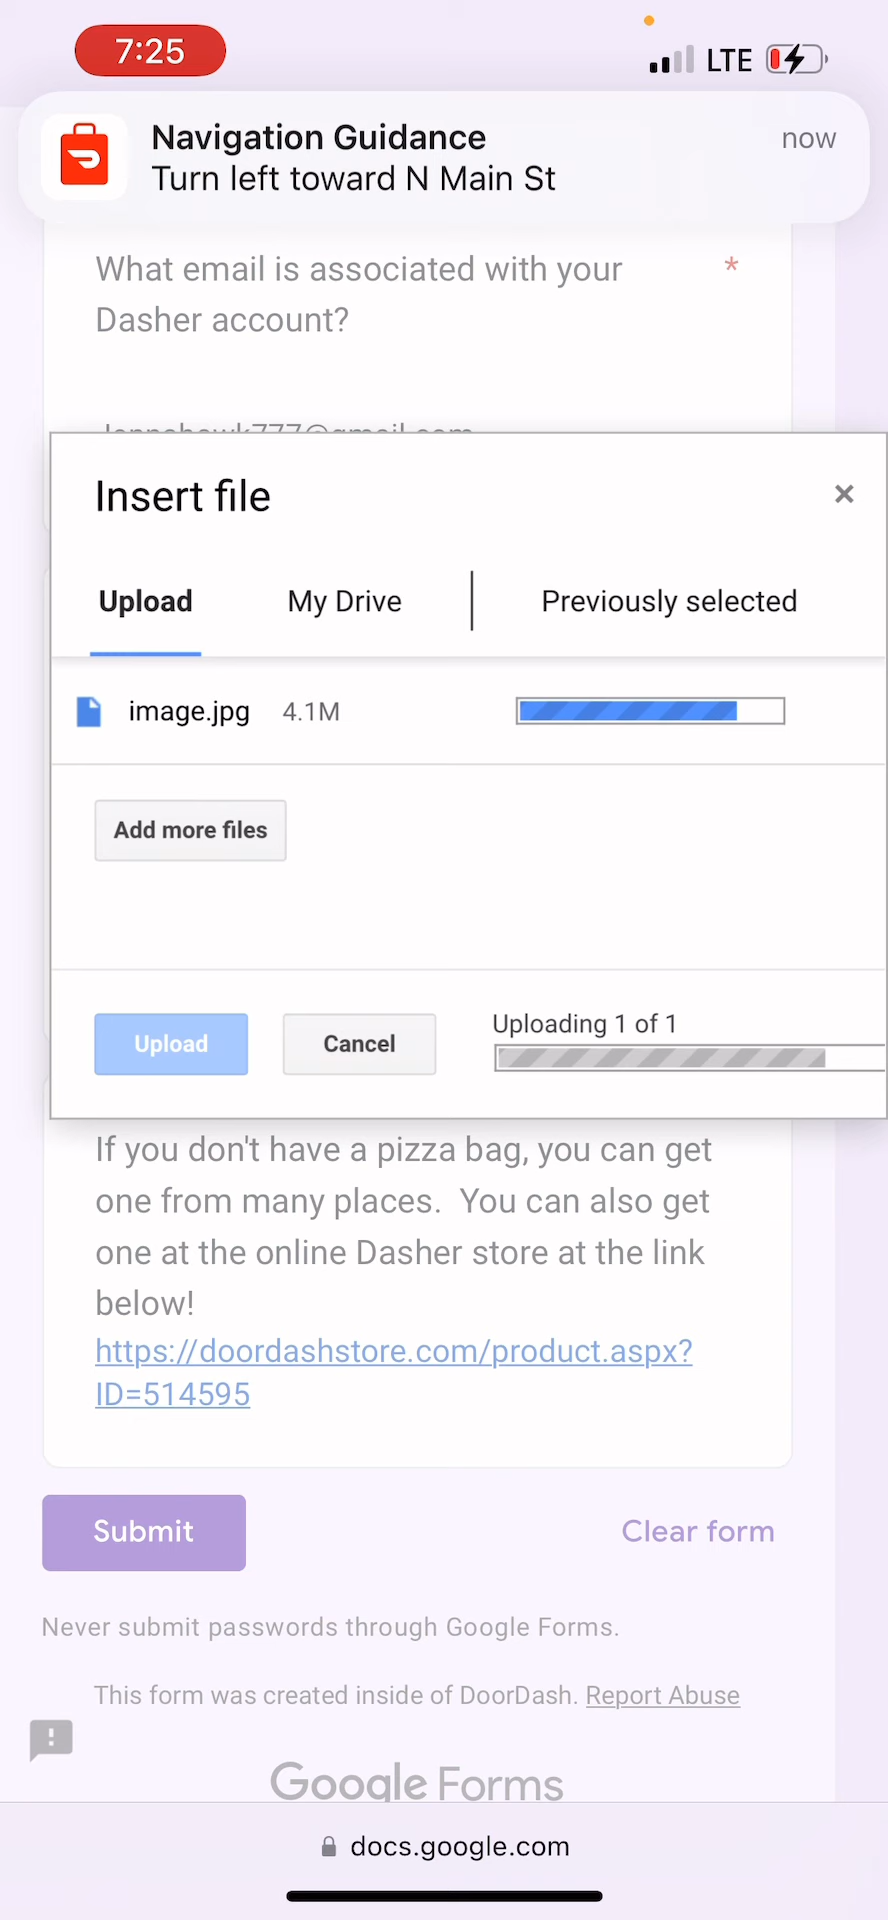 7:25
LTE
Navigation Guidance
now
Turn left toward N Main St
What email is associated with your *
Dasher account?
Insert file
×
Upload
My Drive
Previously selected
image.jpg
4.1M
Add more files
Upload
Cancel
Uploading 1 of 1
If you don't have a pizza bag, you can get
one from many places. You can also get
one at the online Dasher store at the link
below!
https://doordashstore.com/product.aspx?
ID=514595
Submit
Clear form
Never submit passwords through Google Forms.
This form was created inside of DoorDash. Report Abuse
Google Forms
docs.google.com